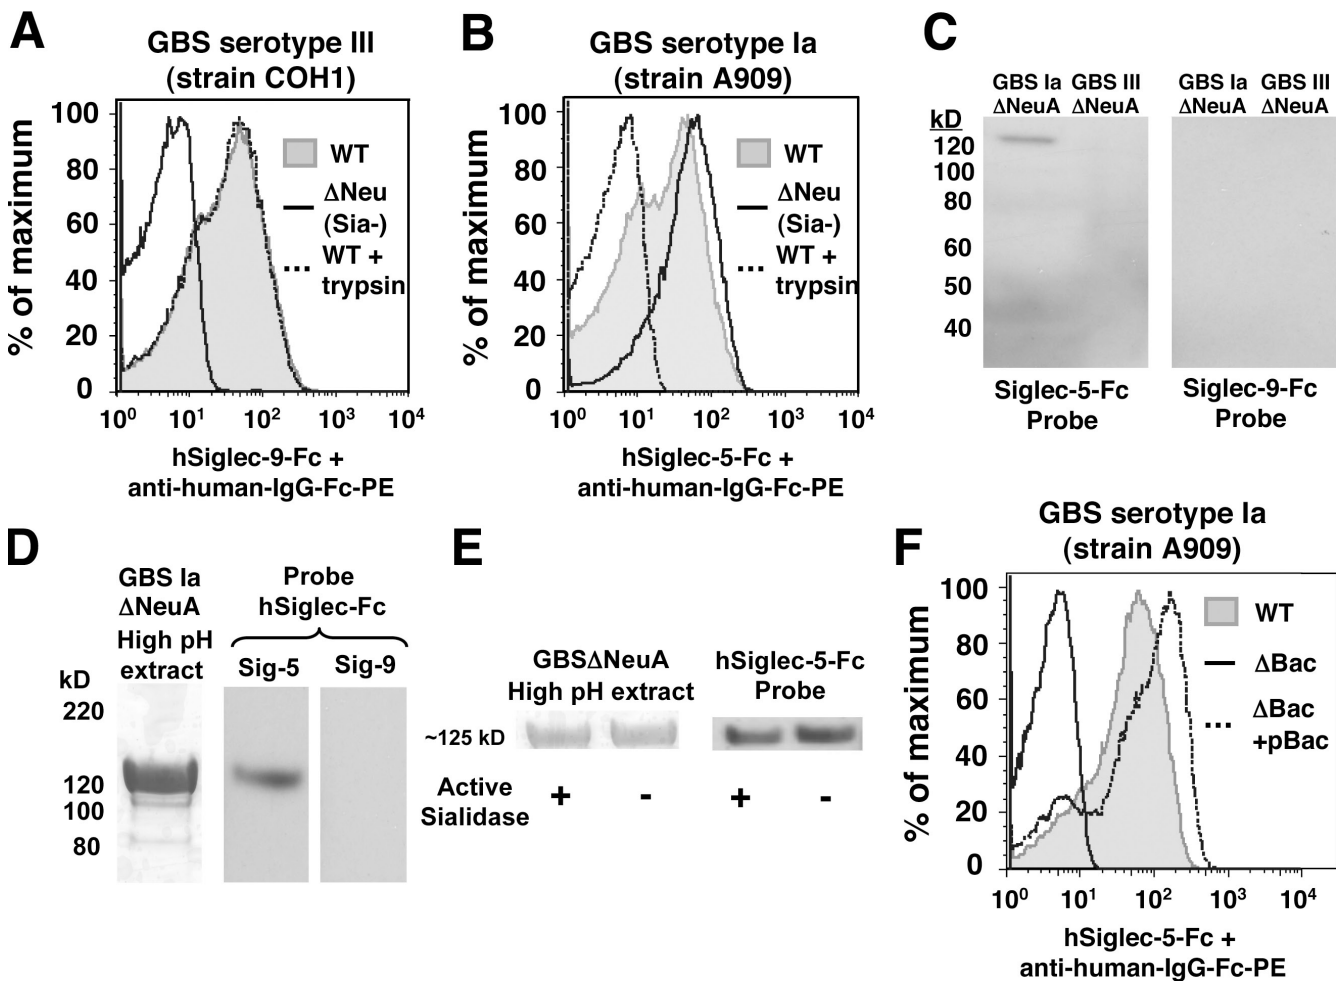 A
GBS serotype III
(strain COH1)
% of maximum
100
80
60
40
20
0
WT
ΔNeu
(Sia-)
WT +
trypsin
10⁰ 10¹ 10² 10³ 10⁴
hSiglec-9-Fc +
anti-human-IgG-Fc-PE
B
GBS serotype Ia
(strain A909)
% of maximum
100
80
60
40
20
0
WT
ΔNeu
(Sia-)
WT +
trypsin
10⁰ 10¹ 10² 10³ 10⁴
hSiglec-5-Fc +
anti-human-IgG-Fc-PE
C
GBS Ia GBS III
ΔNeuA ΔNeuA
GBS Ia GBS III
ΔNeuA ΔNeuA
kD
120
100
80
60
50
40
Siglec-5-Fc
Probe
Siglec-9-Fc
Probe
D
GBS Ia
ΔNeuA
High pH
extract
Probe
hSiglec-Fc
Sig-5 Sig-9
kD
220
120
100
80
E
GBSΔNeuA
High pH extract
hSiglec-5-Fc
Probe
~125 kD
Active
Sialidase
+ - + -
F
GBS serotype Ia
(strain A909)
% of maximum
100
80
60
40
20
0
WT
ΔBac
ΔBac
+pBac
10⁰ 10¹ 10² 10³ 10⁴
hSiglec-5-Fc +
anti-human-IgG-Fc-PE